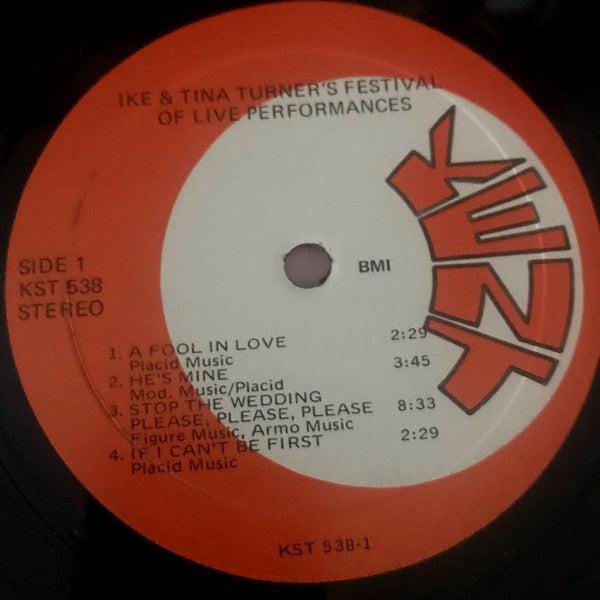 IKE & TINA TURNER'S FESTIVAL
OF LIVE PERFORMANCES
KENT
BMI
SIDE 1
KST 538
STEREO
1. A FOOL IN LOVE 2:29
Placid Music
2. HE'S MINE 3:45
Mod. Music/Placid
3. STOP THE WEDDING
PLEASE, PLEASE, PLEASE 8:33
Figure Music, Armo Music
4. IF I CAN'T BE FIRST 2:29
Placid Music
KST 538-1